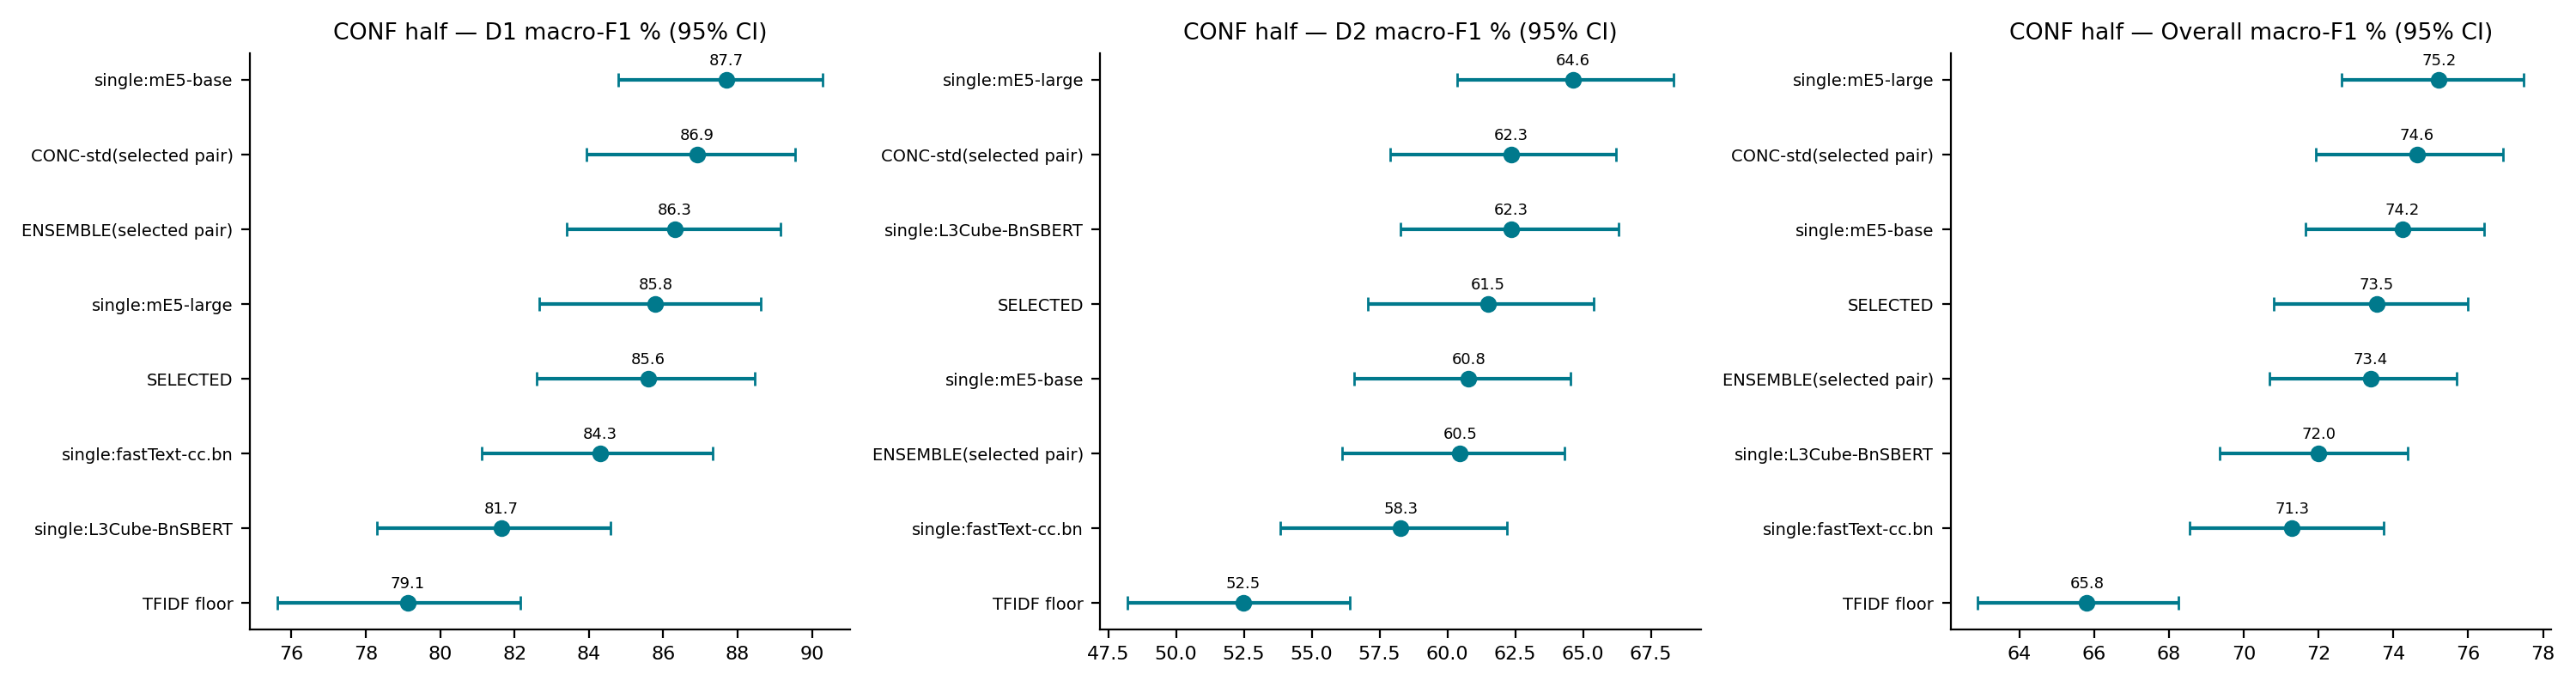 CONF half — D1 macro-F1 % (95% CI)
single:mE5-base
87.7
CONC-std(selected pair)
86.9
ENSEMBLE(selected pair)
86.3
single:mE5-large
85.8
SELECTED
85.6
single:fastText-cc.bn
84.3
single:L3Cube-BnSBERT
81.7
TFIDF floor
79.1
76 78 80 82 84 86 88 90
CONF half — D2 macro-F1 % (95% CI)
single:mE5-large
64.6
CONC-std(selected pair)
62.3
single:L3Cube-BnSBERT
62.3
SELECTED
61.5
single:mE5-base
60.8
ENSEMBLE(selected pair)
60.5
single:fastText-cc.bn
58.3
TFIDF floor
52.5
47.5 50.0 52.5 55.0 57.5 60.0 62.5 65.0 67.5
CONF half — Overall macro-F1 % (95% CI)
single:mE5-large
75.2
CONC-std(selected pair)
74.6
single:mE5-base
74.2
SELECTED
73.5
ENSEMBLE(selected pair)
73.4
single:L3Cube-BnSBERT
72.0
single:fastText-cc.bn
71.3
TFIDF floor
65.8
64 66 68 70 72 74 76 78